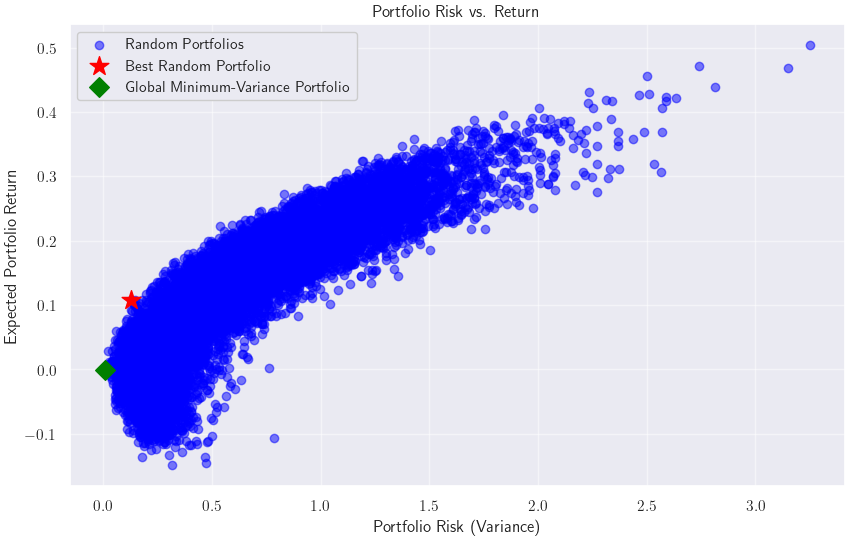 Portfolio Risk vs. Return
Random Portfolios
Best Random Portfolio
Global Minimum-Variance Portfolio
Expected Portfolio Return
0.5
0.4
0.3
0.2
0.1
0.0
−0.1
0.0 0.5 1.0 1.5 2.0 2.5 3.0
Portfolio Risk (Variance)